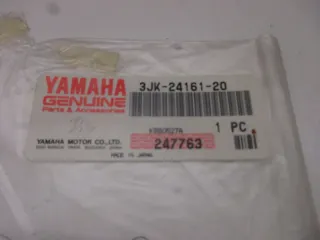 YAMAHA
GENUINE
Parts & Accessories
3JK-24161-20
1 PC.
YAMAHA MOTOR CO.,LTD.
247763
MADE IN JAPAN